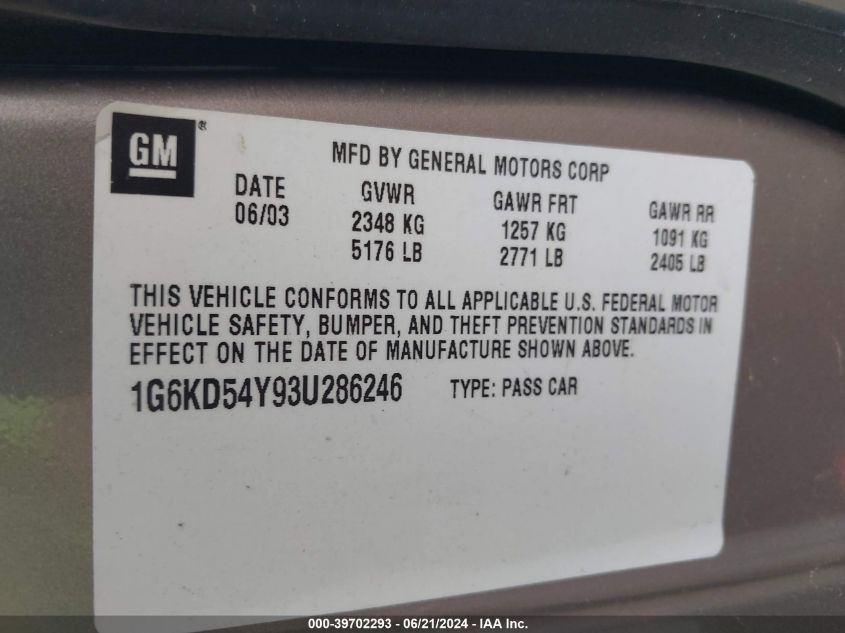 GM®
MFD BY GENERAL MOTORS CORP
DATE GVWR GAWR FRT GAWR RR
06/03 2348 KG 1257 KG 1091 KG
5176 LB 2771 LB 2405 LB
THIS VEHICLE CONFORMS TO ALL APPLICABLE U.S. FEDERAL MOTOR
VEHICLE SAFETY, BUMPER, AND THEFT PREVENTION STANDARDS IN
EFFECT ON THE DATE OF MANUFACTURE SHOWN ABOVE.
1G6KD54Y93U286246 TYPE: PASS CAR
000-39702293 - 06/21/2024 - IAA Inc.